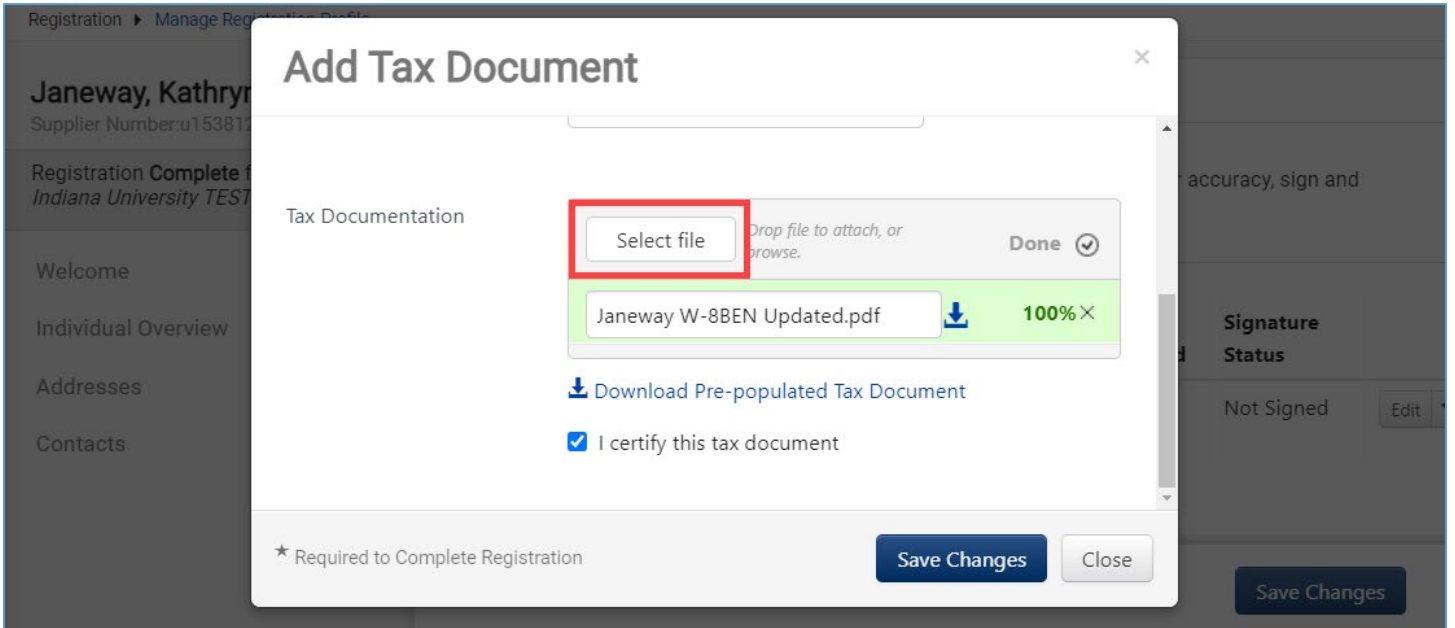 Registration ▸ Manage Registration Profile
Janeway, Kathryn
Supplier Number:u153812
Registration Complete f
Indiana University TEST
Welcome
Individual Overview
Addresses
Contacts
Add Tax Document
×
Tax Documentation
Select file
Drop file to attach, or
browse.
Done
Janeway W-8BEN Updated.pdf
100% ×
Download Pre-populated Tax Document
I certify this tax document
* Required to Complete Registration
Save Changes
Close
accuracy, sign and
Signature
Status
Not Signed
Edit
Save Changes